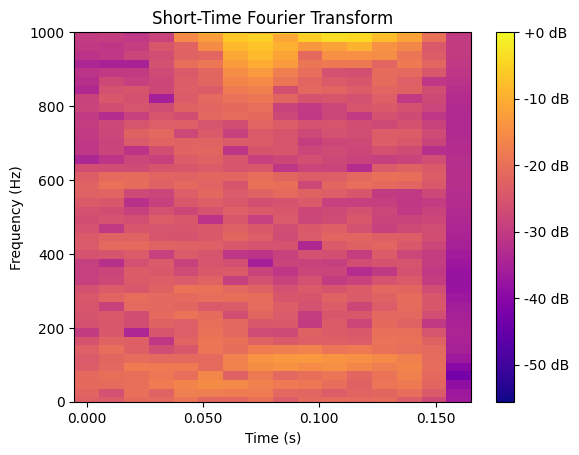 Short-Time Fourier Transform
1000
800
600
400
200
0
Frequency (Hz)
0.000
0.050
0.100
0.150
Time (s)
+0 dB
-10 dB
-20 dB
-30 dB
-40 dB
-50 dB